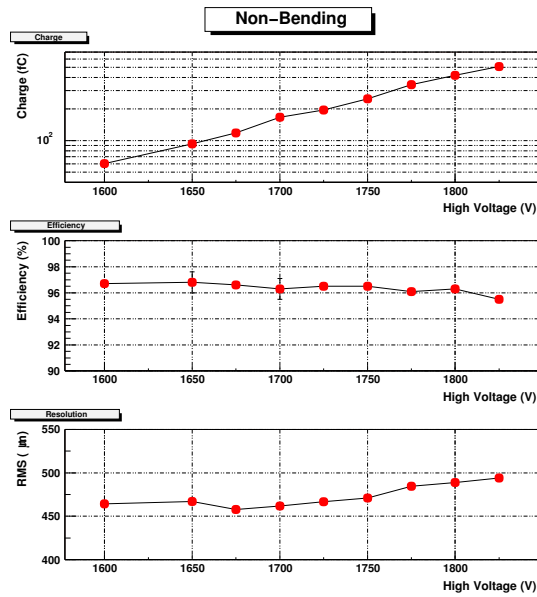 Non−Bending
Charge
Charge (fC)
10²
1600 1650 1700 1750 1800
High Voltage (V)
Efficiency
Efficiency (%)
100
98
96
94
92
90
1600 1650 1700 1750 1800
High Voltage (V)
Resolution
RMS ( μm)
550
500
450
400
1600 1650 1700 1750 1800
High Voltage (V)